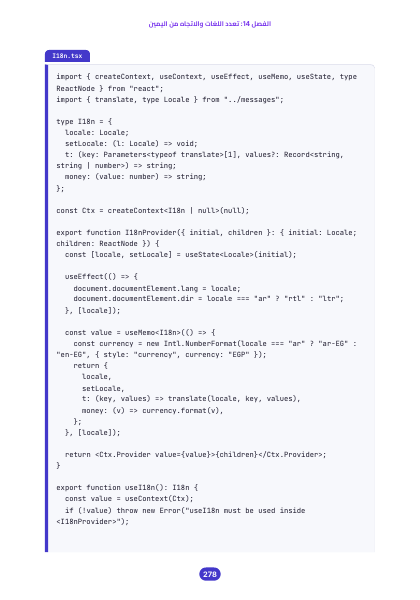 الفصل 14: تعدد اللغات والاتجاه من اليمين
I18n.tsx
import { createContext, useContext, useEffect, useMemo, useState, type
ReactNode } from "react";
import { translate, type Locale } from "../messages";
type I18n = {
  locale: Locale;
  setLocale: (l: Locale) => void;
  t: (key: Parameters<typeof translate>[1], values?: Record<string,
string | number>) => string;
  money: (value: number) => string;
};
const Ctx = createContext<I18n | null>(null);
export function I18nProvider({ initial, children }: { initial: Locale;
children: ReactNode }) {
  const [locale, setLocale] = useState<Locale>(initial);
  useEffect(() => {
    document.documentElement.lang = locale;
    document.documentElement.dir = locale === "ar" ? "rtl" : "ltr";
  }, [locale]);
  const value = useMemo<I18n>(() => {
    const currency = new Intl.NumberFormat(locale === "ar" ? "ar-EG" :
"en-EG", { style: "currency", currency: "EGP" });
    return {
      locale,
      setLocale,
      t: (key, values) => translate(locale, key, values),
      money: (v) => currency.format(v),
    };
  }, [locale]);
  return <Ctx.Provider value={value}>{children}</Ctx.Provider>;
}
export function useI18n(): I18n {
  const value = useContext(Ctx);
  if (!value) throw new Error("useI18n must be used inside
<I18nProvider>");
278